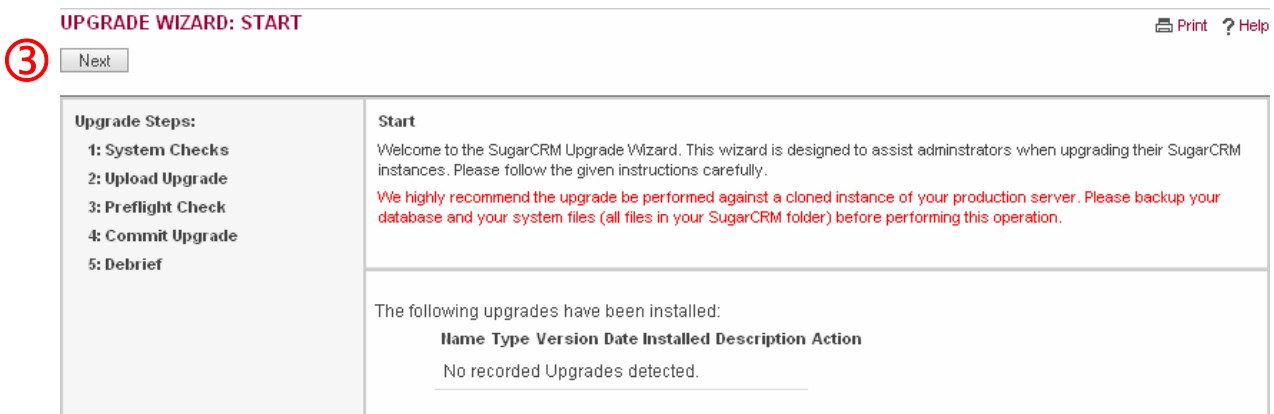 UPGRADE WIZARD: START
Print ? Help
③ Next
Upgrade Steps:
1: System Checks
2: Upload Upgrade
3: Preflight Check
4: Commit Upgrade
5: Debrief
Start
Welcome to the SugarCRM Upgrade Wizard. This wizard is designed to assist adminstrators when upgrading their SugarCRM
instances. Please follow the given instructions carefully.
We highly recommend the upgrade be performed against a cloned instance of your production server. Please backup your
database and your system files (all files in your SugarCRM folder) before performing this operation.
The following upgrades have been installed:
Name Type Version Date Installed Description Action
No recorded Upgrades detected.